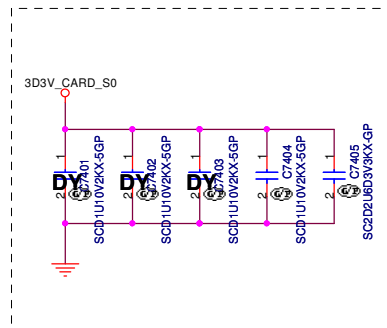 3D3V_CARD_S0
1
2
DY
C7401
G/P
SCD1U10V2KX-5GP
1
2
DY
C7402
G/P
SCD1U10V2KX-5GP
1
2
DY
C7403
G/P
SCD1U10V2KX-5GP
1
2
C7404
G/P
SCD1U10V2KX-5GP
1
2
C7405
G/P
SC2D2U6D3V3KX-GP